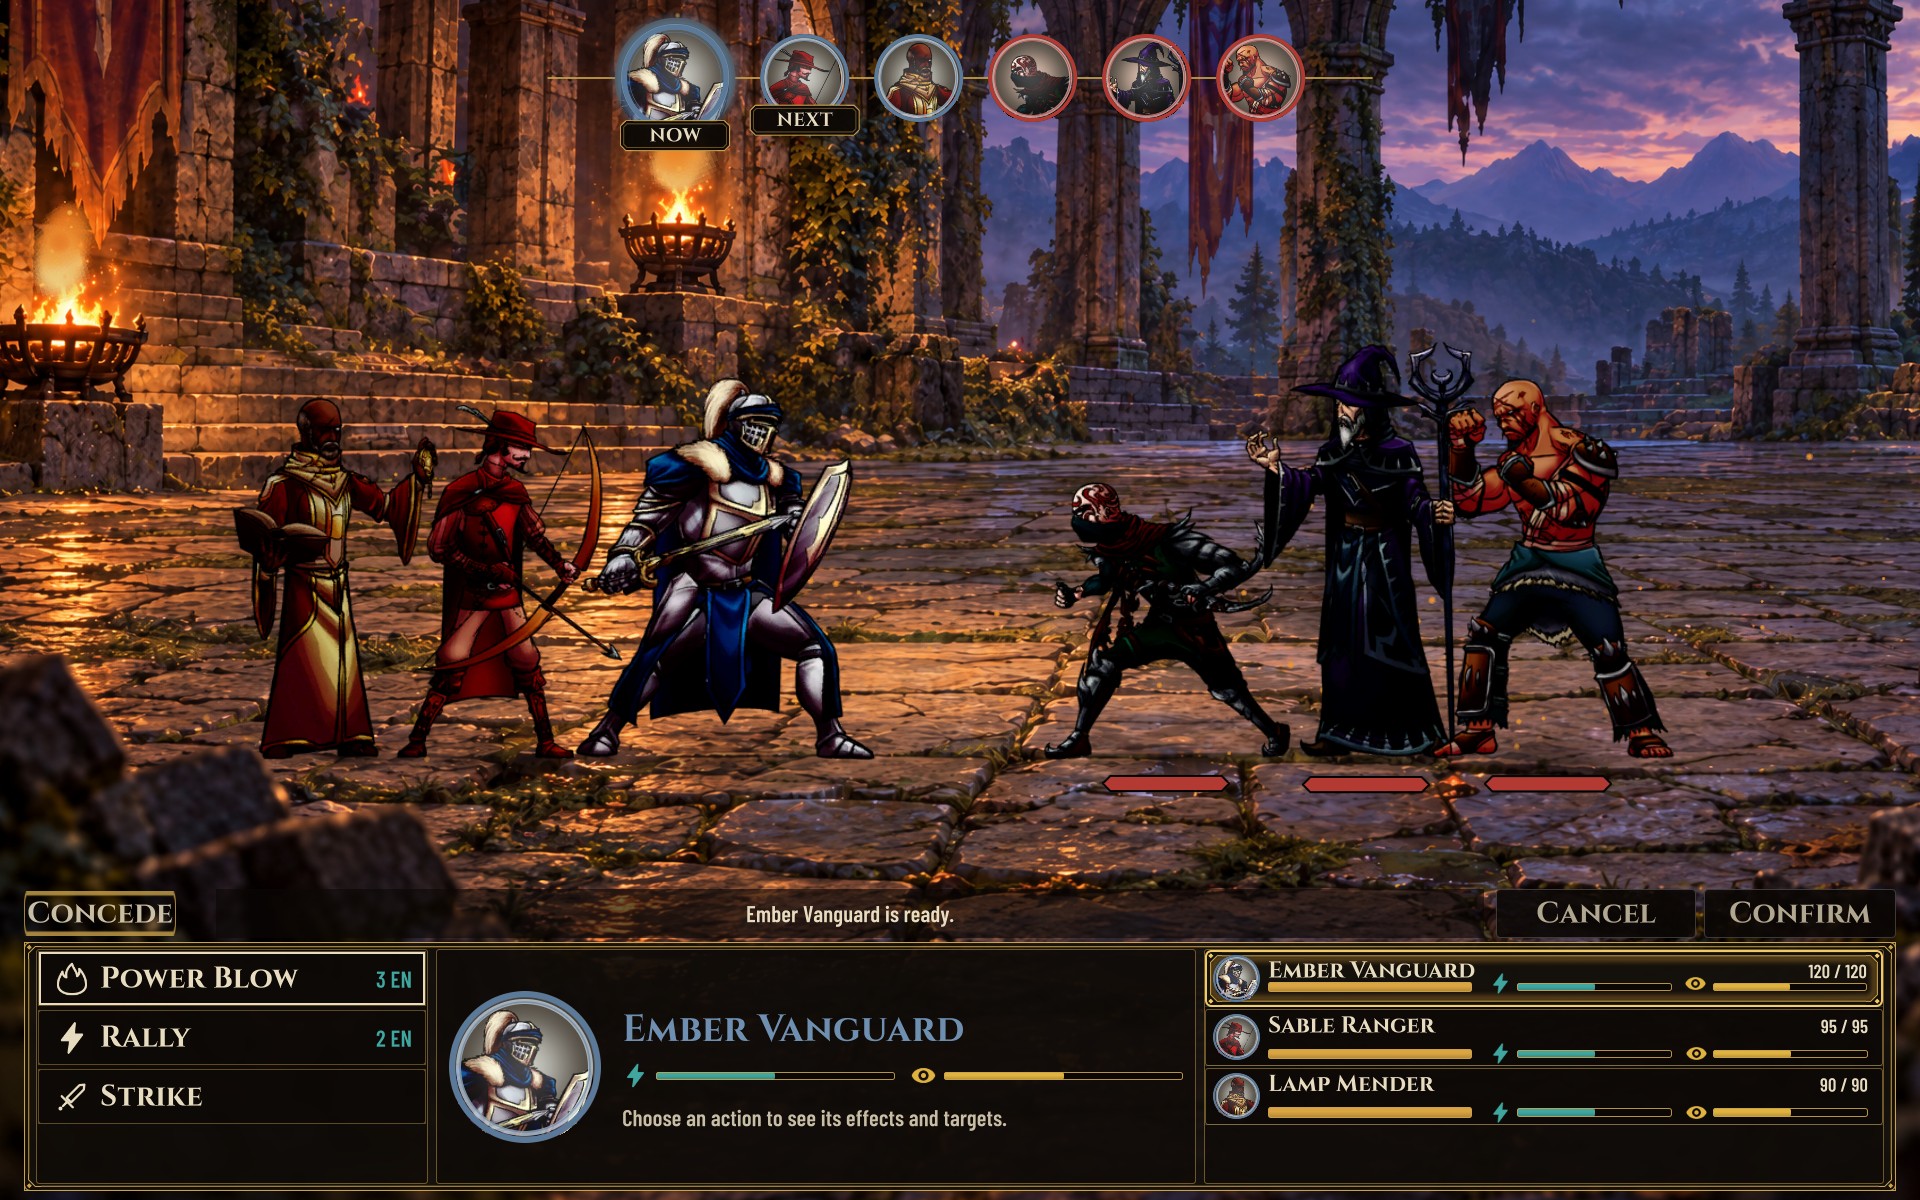 NOW
NEXT
CONCEDE
Ember Vanguard is ready.
CANCEL
CONFIRM
POWER BLOW 3 EN
RALLY 2 EN
STRIKE
EMBER VANGUARD
Choose an action to see its effects and targets.
EMBER VANGUARD 120 / 120
SABLE RANGER 95 / 95
LAMP MENDER 90 / 90